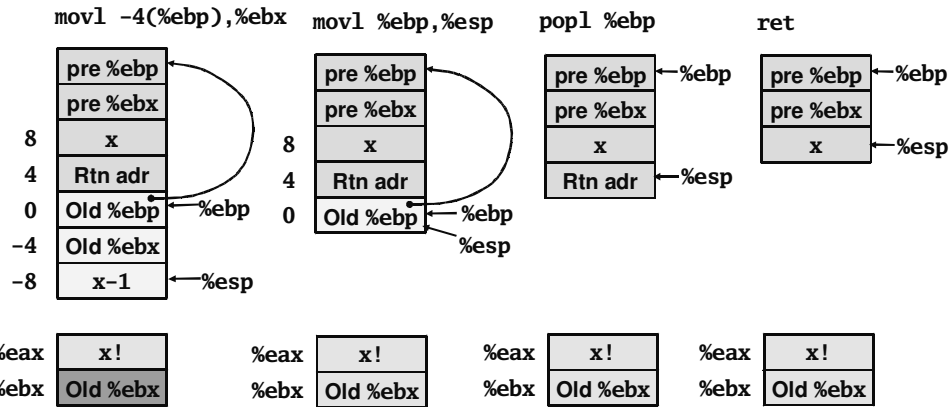 movl -4(%ebp),%ebx
movl %ebp,%esp
popl %ebp
ret
pre %ebp
pre %ebx
8 x
4 Rtn adr
0 Old %ebp %ebp
-4 Old %ebx
-8 x-1 %esp
pre %ebp
pre %ebx
8 x
4 Rtn adr
0 Old %ebp %ebp
%esp
pre %ebp %ebp
pre %ebx
x
Rtn adr %esp
pre %ebp %ebp
pre %ebx
x %esp
%eax x!
%ebx Old %ebx
%eax x!
%ebx Old %ebx
%eax x!
%ebx Old %ebx
%eax x!
%ebx Old %ebx